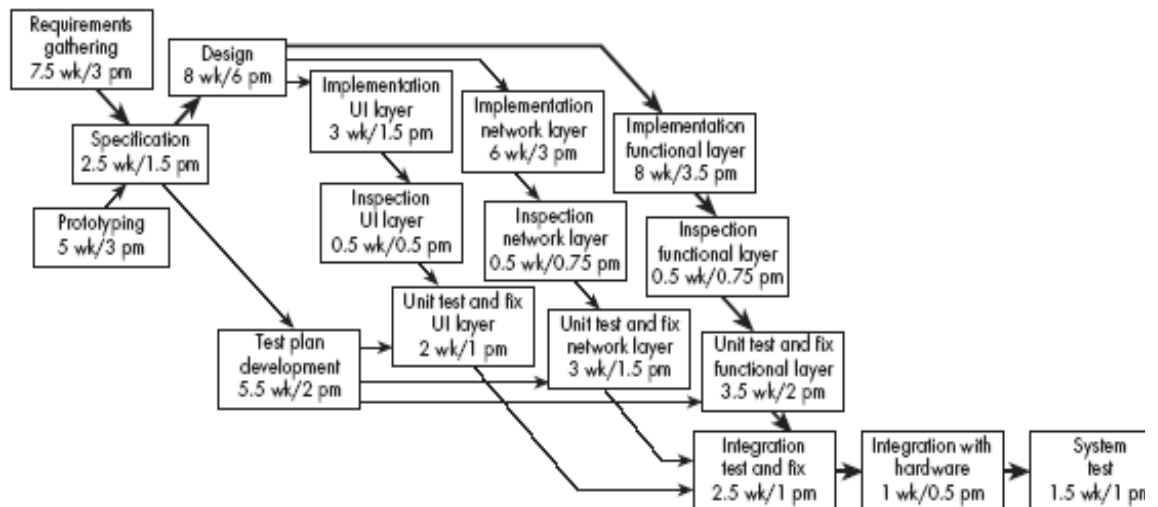 Requirements
gathering
7.5 wk/3 pm
Design
8 wk/6 pm
Specification
2.5 wk/1.5 pm
Prototyping
5 wk/3 pm
Implementation
UI layer
3 wk/1.5 pm
Implementation
network layer
6 wk/3 pm
Implementation
functional layer
8 wk/3.5 pm
Inspection
UI layer
0.5 wk/0.5 pm
Inspection
network layer
0.5 wk/0.75 pm
Inspection
functional layer
0.5 wk/0.75 pm
Test plan
development
5.5 wk/2 pm
Unit test and fix
UI layer
2 wk/1 pm
Unit test and fix
network layer
3 wk/1.5 pm
Unit test and fix
functional layer
3.5 wk/2 pm
Integration
test and fix
2.5 wk/1 pm
Integration with
hardware
1 wk/0.5 pm
System
test
1.5 wk/1 pm